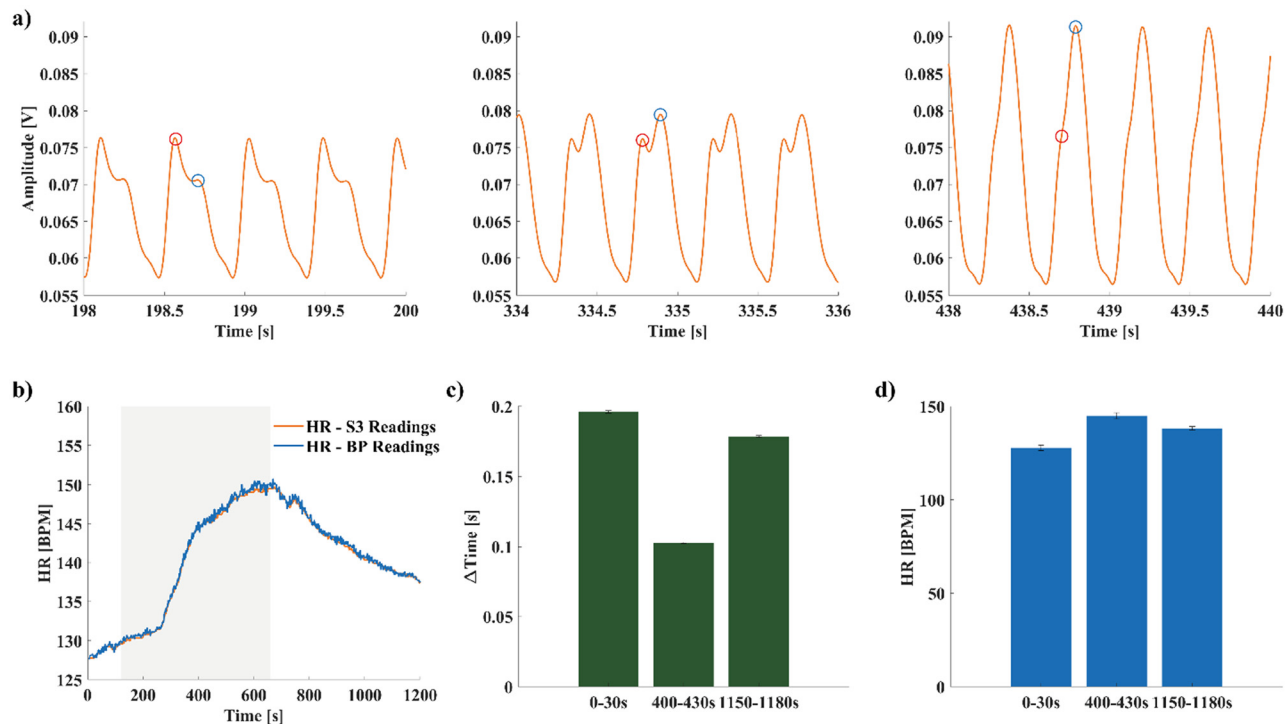 a)
0.09
0.085
0.08
0.075
0.07
0.065
0.06
0.055
Amplitude [V]
198 198.5 199 199.5 200
Time [s]
0.09
0.085
0.08
0.075
0.07
0.065
0.06
0.055
334 334.5 335 335.5 336
Time [s]
0.09
0.085
0.08
0.075
0.07
0.065
0.06
0.055
438 438.5 439 439.5 440
Time [s]
b)
160
155
150
145
140
135
130
125
HR [BPM]
HR - S3 Readings
HR - BP Readings
0 200 400 600 800 1000 1200
Time [s]
c)
0.2
0.15
0.1
0.05
0
ΔTime [s]
0-30s 400-430s 1150-1180s
d)
150
100
50
0
HR [BPM]
0-30s 400-430s 1150-1180s